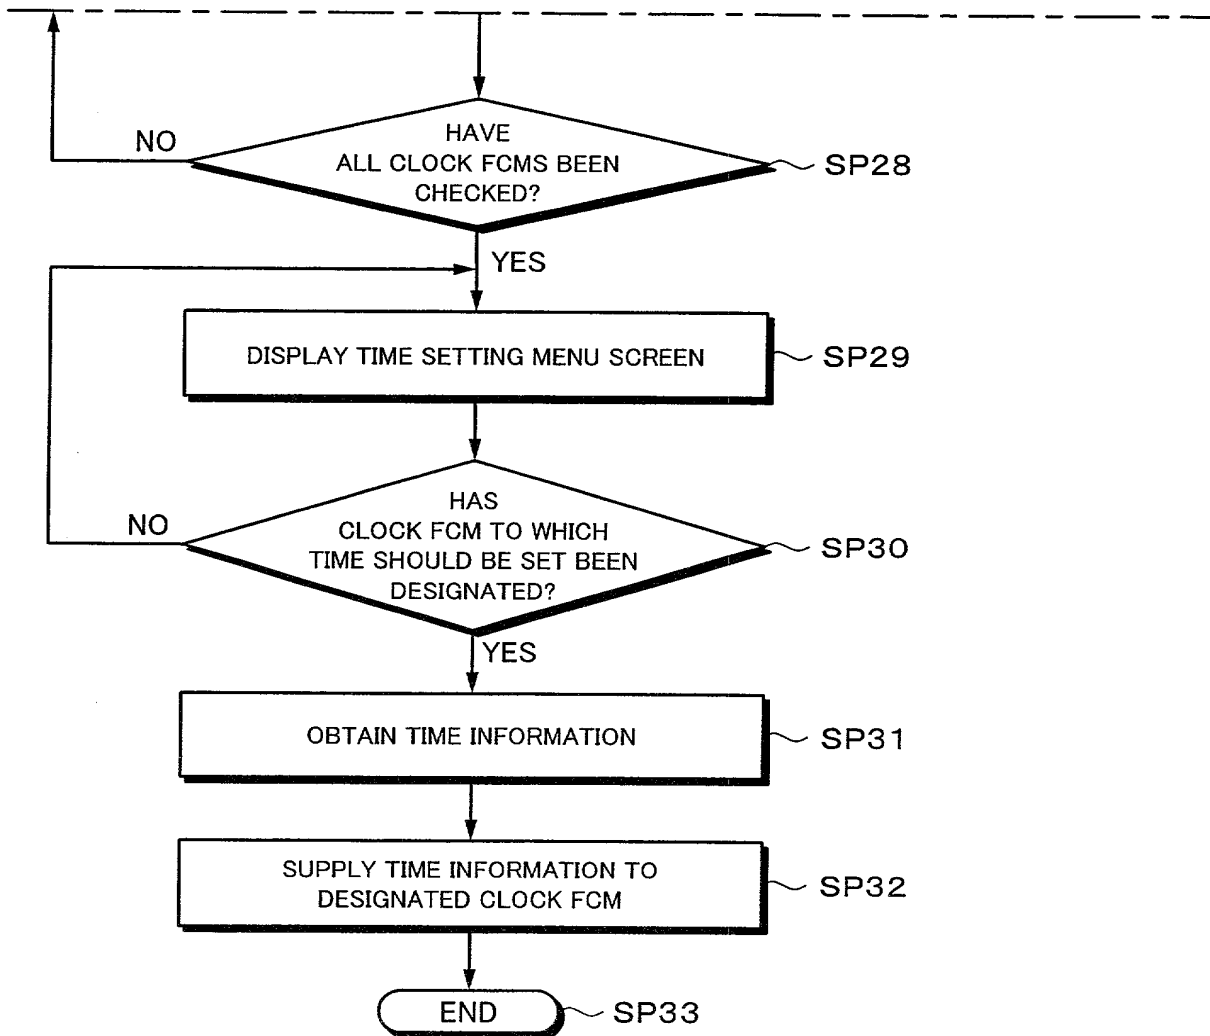 HAVE
NO
ALL CLOCK FCMS BEEN
SP28
CHECKED?
YES
DISPLAY TIME SETTING MENU SCREEN
SP29
HAS
NO
CLOCK FCM TO WHICH
TIME SHOULD BE SET BEEN
SP30
DESIGNATED?
YES
OBTAIN TIME INFORMATION
SP31
SUPPLY TIME INFORMATION TO
DESIGNATED CLOCK FCM
SP32
END
SP33